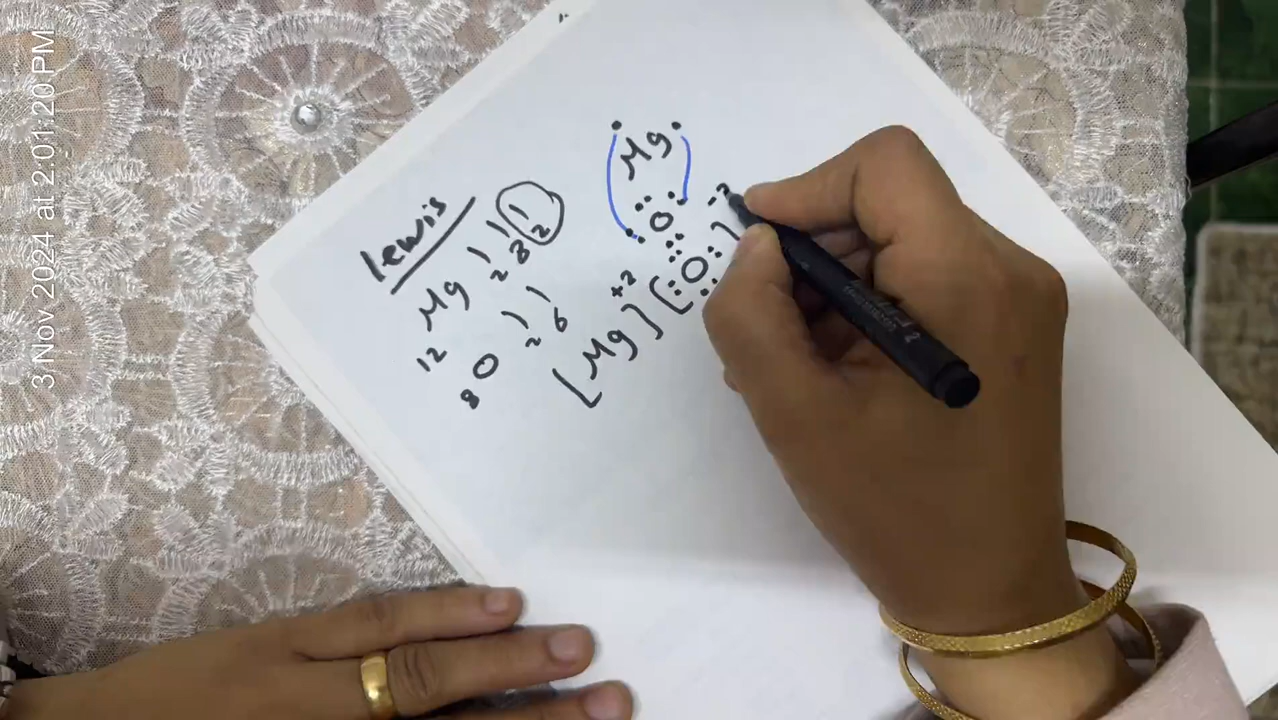 3 Nov 2024 at 2:01:20 PM
lewis
12 Mg ) ) )
2 8 2
8 O ) )
2 6
Mg
O
[Mg]+2 [O]-2